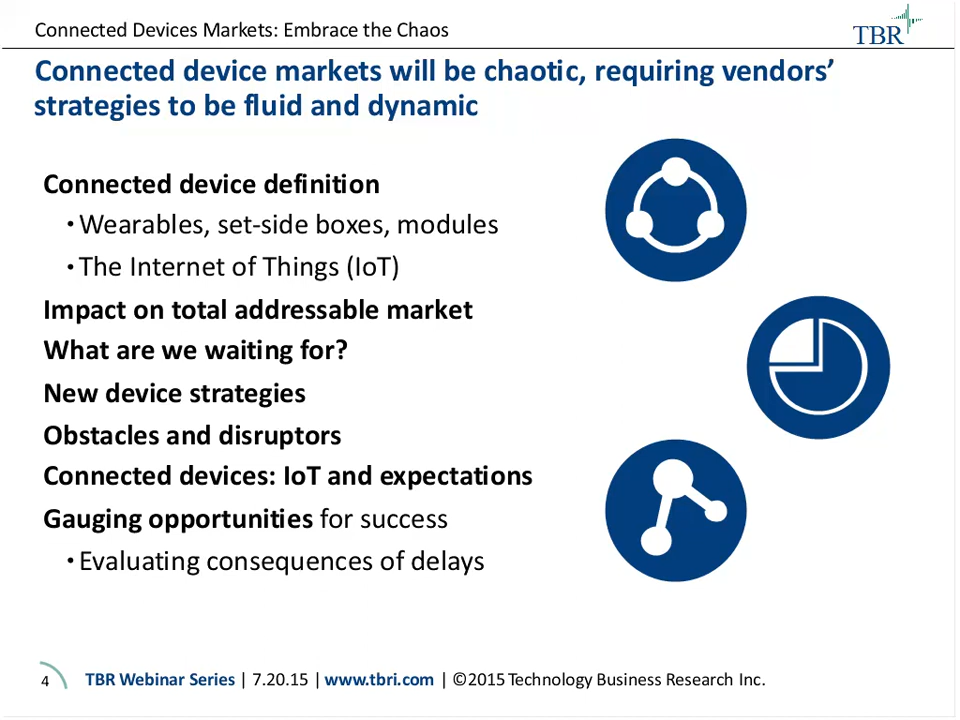 Connected Devices Markets: Embrace the Chaos
TBR
Connected device markets will be chaotic, requiring vendors’
strategies to be fluid and dynamic
Connected device definition
• Wearables, set-side boxes, modules
• The Internet of Things (IoT)
Impact on total addressable market
What are we waiting for?
New device strategies
Obstacles and disruptors
Connected devices: IoT and expectations
Gauging opportunities for success
• Evaluating consequences of delays
4 TBR Webinar Series | 7.20.15 | www.tbri.com | ©2015 Technology Business Research Inc.